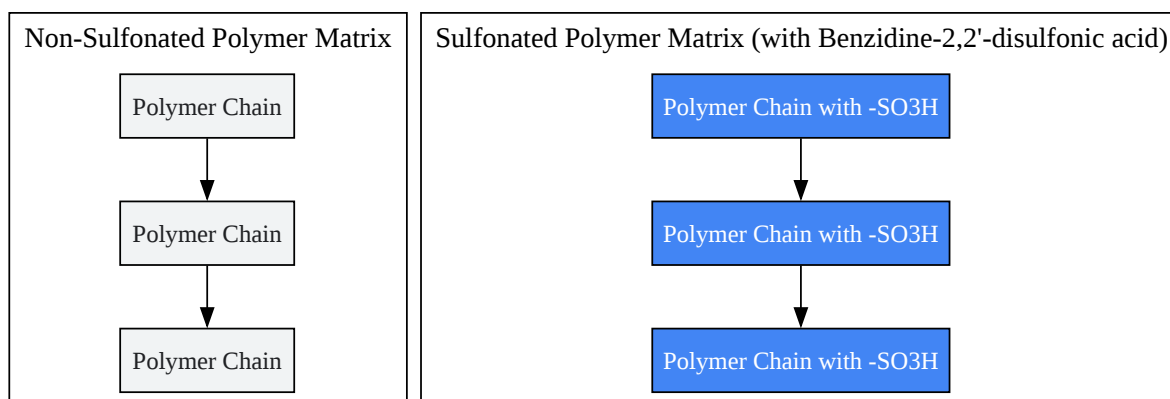 Non-Sulfonated Polymer Matrix
Polymer Chain
Polymer Chain
Polymer Chain
Sulfonated Polymer Matrix (with Benzidine-2,2'-disulfonic acid)
Polymer Chain with -SO3H
Polymer Chain with -SO3H
Polymer Chain with -SO3H